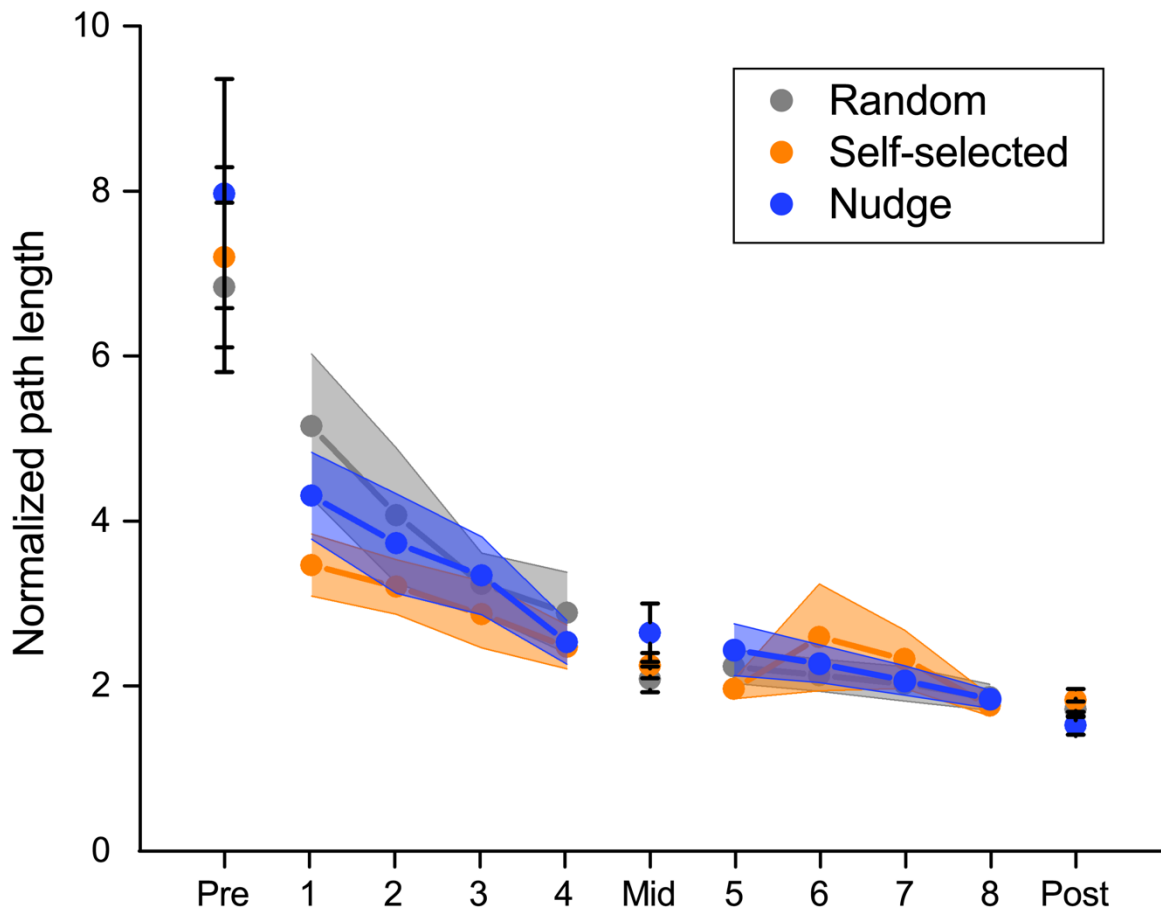 10
8
6
4
2
0
Normalized path length
Random
Self-selected
Nudge
Pre 1 2 3 4 Mid 5 6 7 8 Post